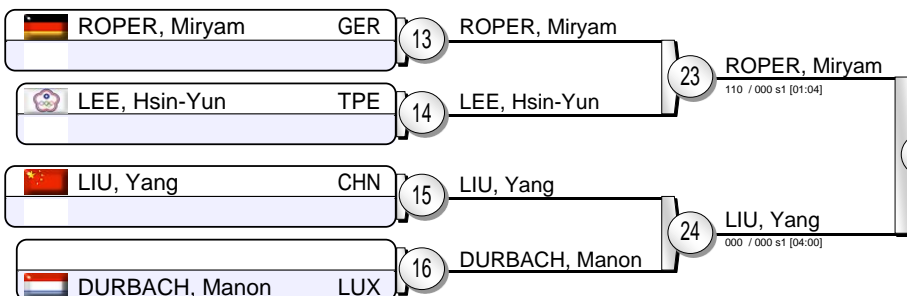 ROPER, Miryam GER
13
ROPER, Miryam
LEE, Hsin-Yun TPE
14
LEE, Hsin-Yun
23
ROPER, Miryam
110 / 000 s1 [01:04]
LIU, Yang CHN
15
LIU, Yang
DURBACH, Manon LUX
16
DURBACH, Manon
24
LIU, Yang
000 / 000 s1 [04:00]